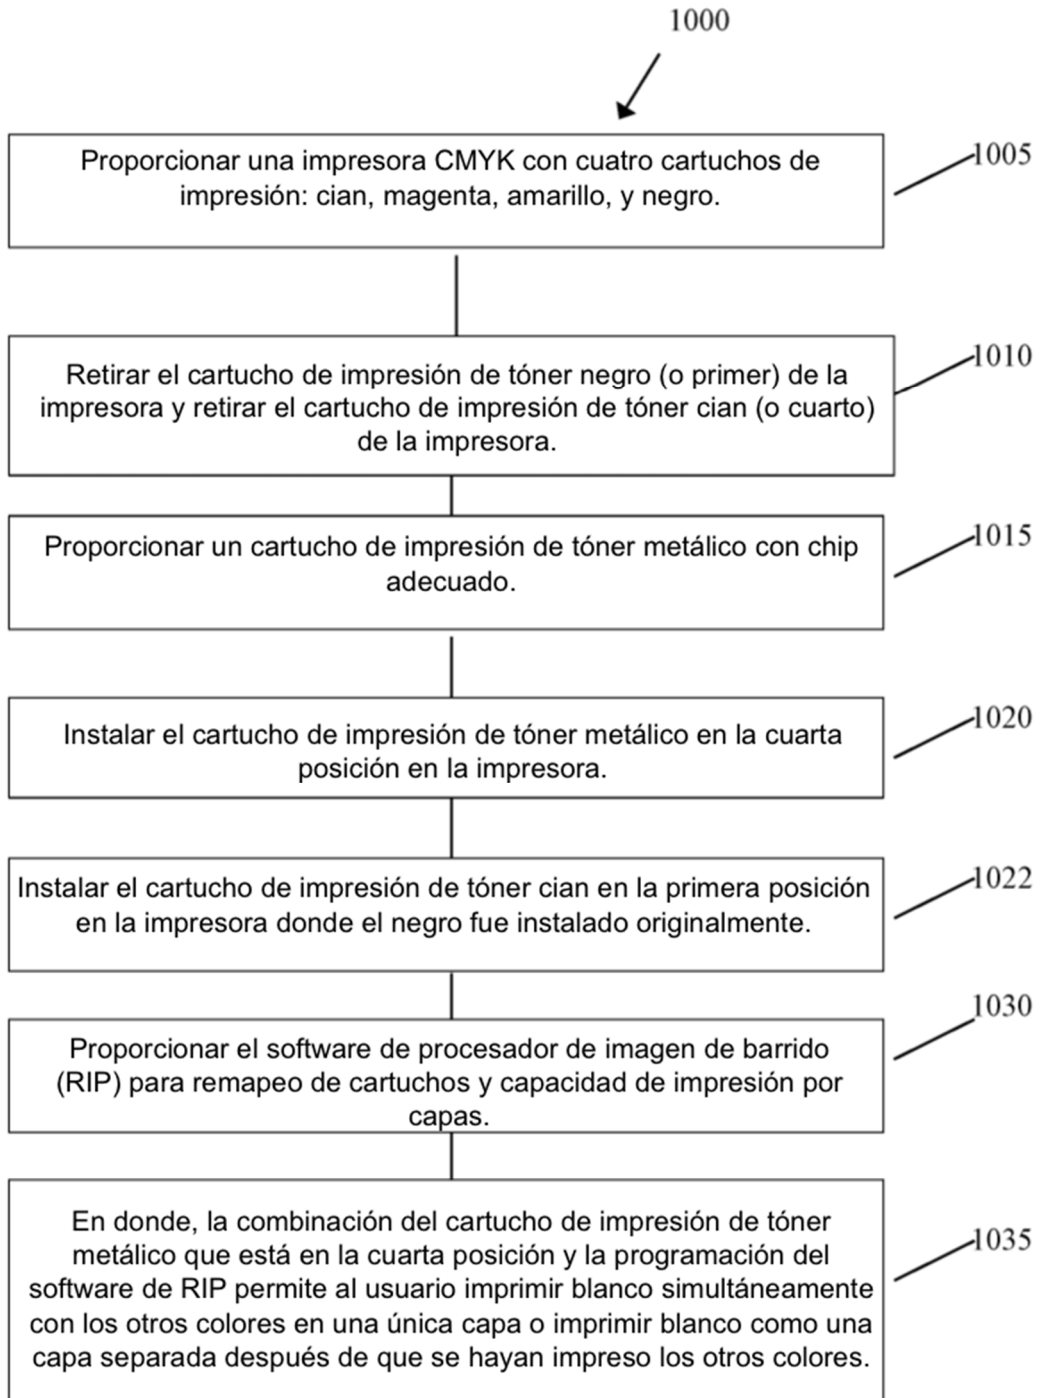 1000
Proporcionar una impresora CMYK con cuatro cartuchos de
impresión: cian, magenta, amarillo, y negro.
1005
Retirar el cartucho de impresión de tóner negro (o primer) de la
impresora y retirar el cartucho de impresión de tóner cian (o cuarto)
de la impresora.
1010
Proporcionar un cartucho de impresión de tóner metálico con chip
adecuado.
1015
Instalar el cartucho de impresión de tóner metálico en la cuarta
posición en la impresora.
1020
Instalar el cartucho de impresión de tóner cian en la primera posición
en la impresora donde el negro fue instalado originalmente.
1022
Proporcionar el software de procesador de imagen de barrido
(RIP) para remapeo de cartuchos y capacidad de impresión por
capas.
1030
En donde, la combinación del cartucho de impresión de tóner
metálico que está en la cuarta posición y la programación del
software de RIP permite al usuario imprimir blanco simultáneamente
con los otros colores en una única capa o imprimir blanco como una
capa separada después de que se hayan impreso los otros colores.
1035